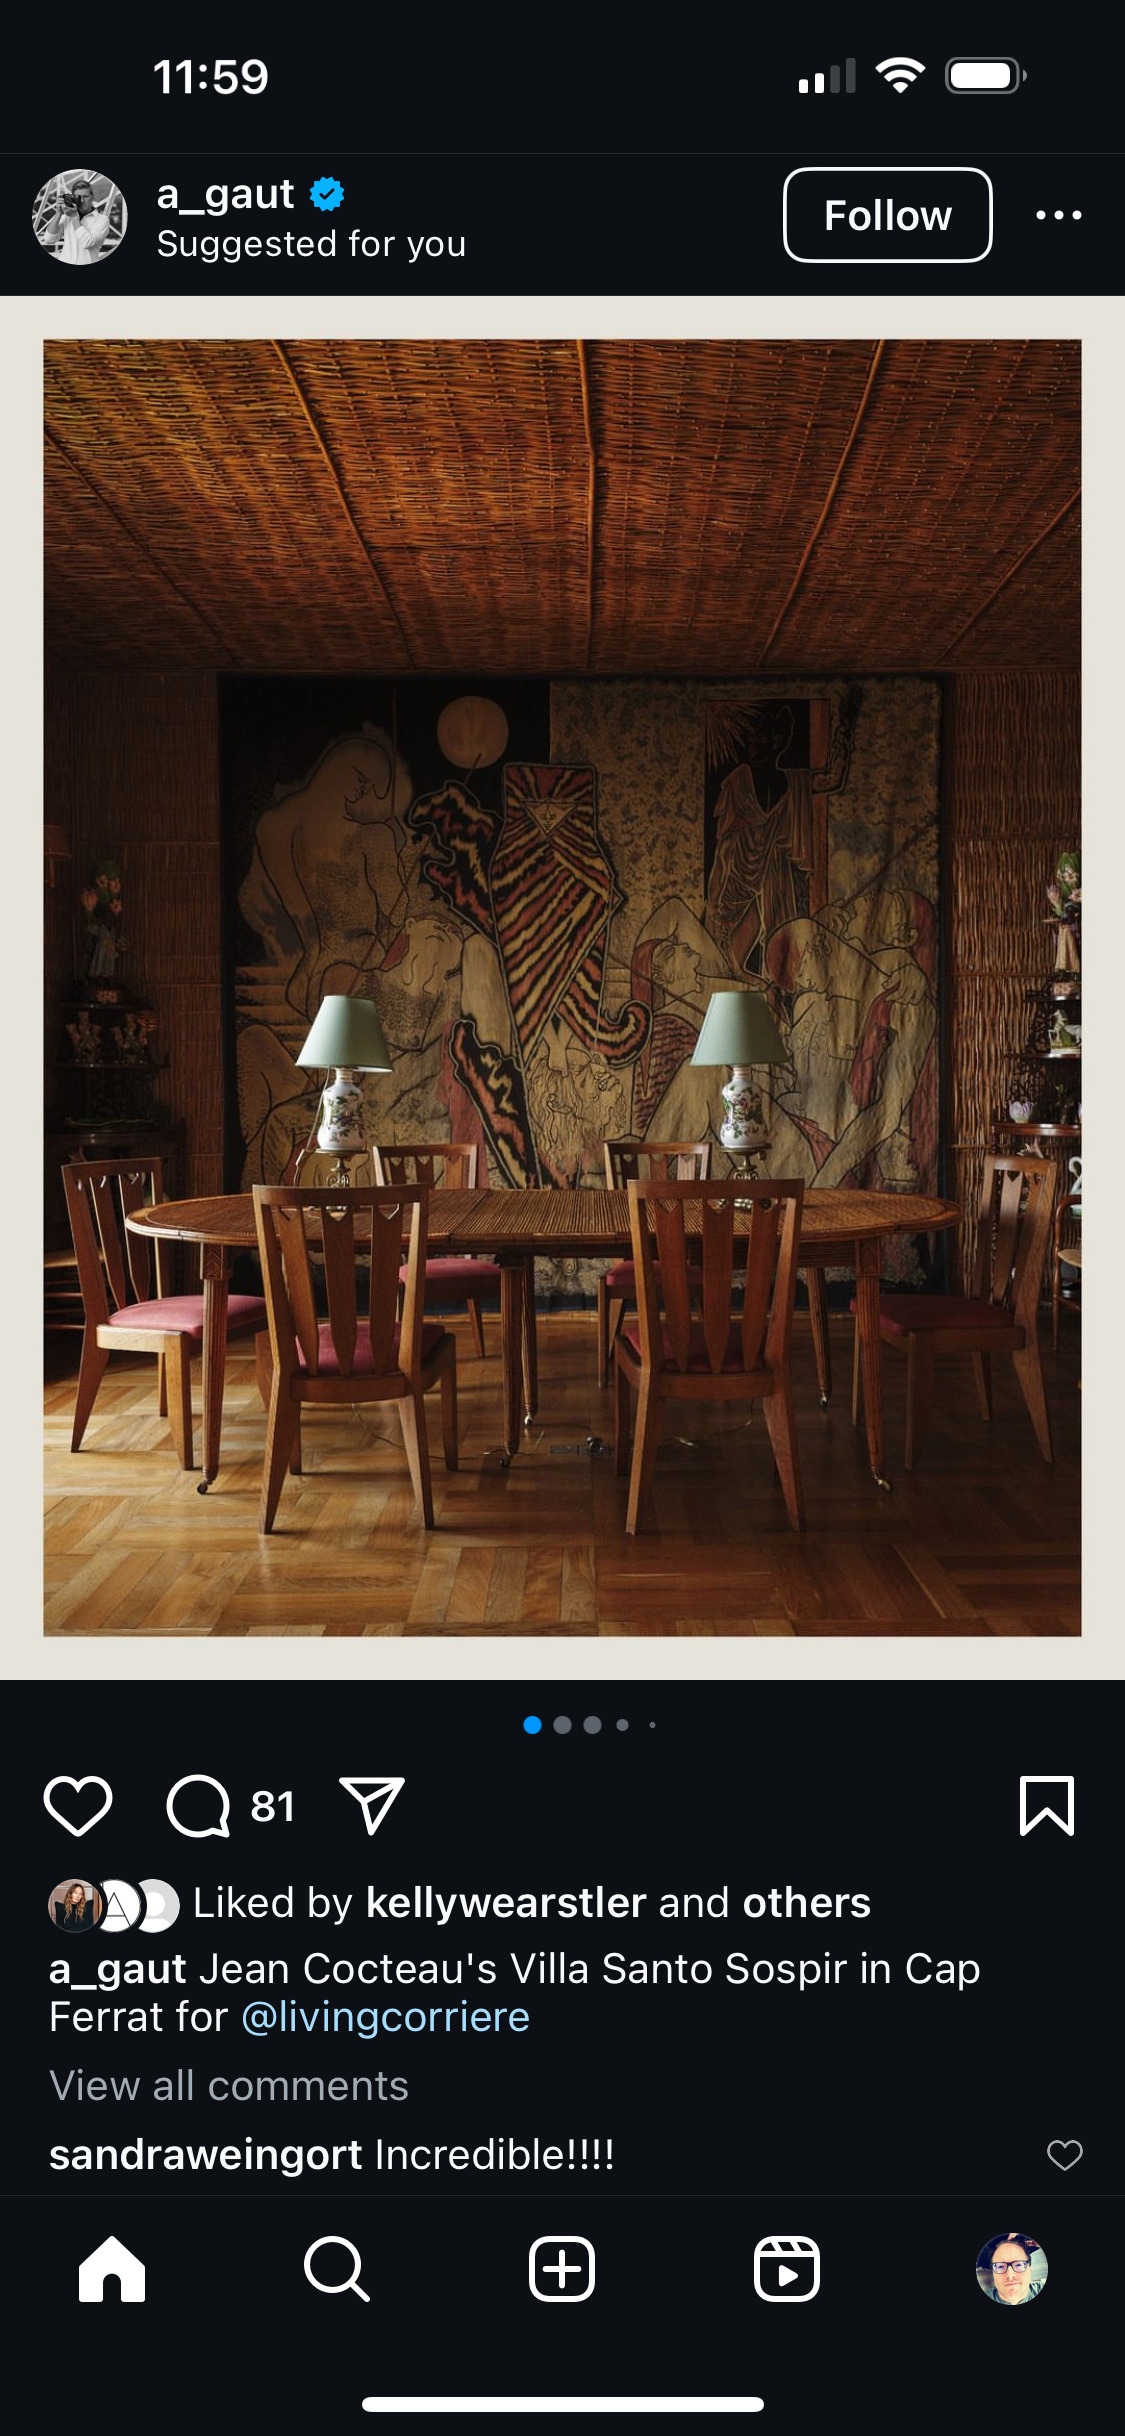 11:59
a_gaut
Suggested for you
Follow
81
Liked by kellywearstler and others
a_gaut Jean Cocteau's Villa Santo Sospir in Cap
Ferrat for @livingcorriere
View all comments
sandraweingort Incredible!!!!